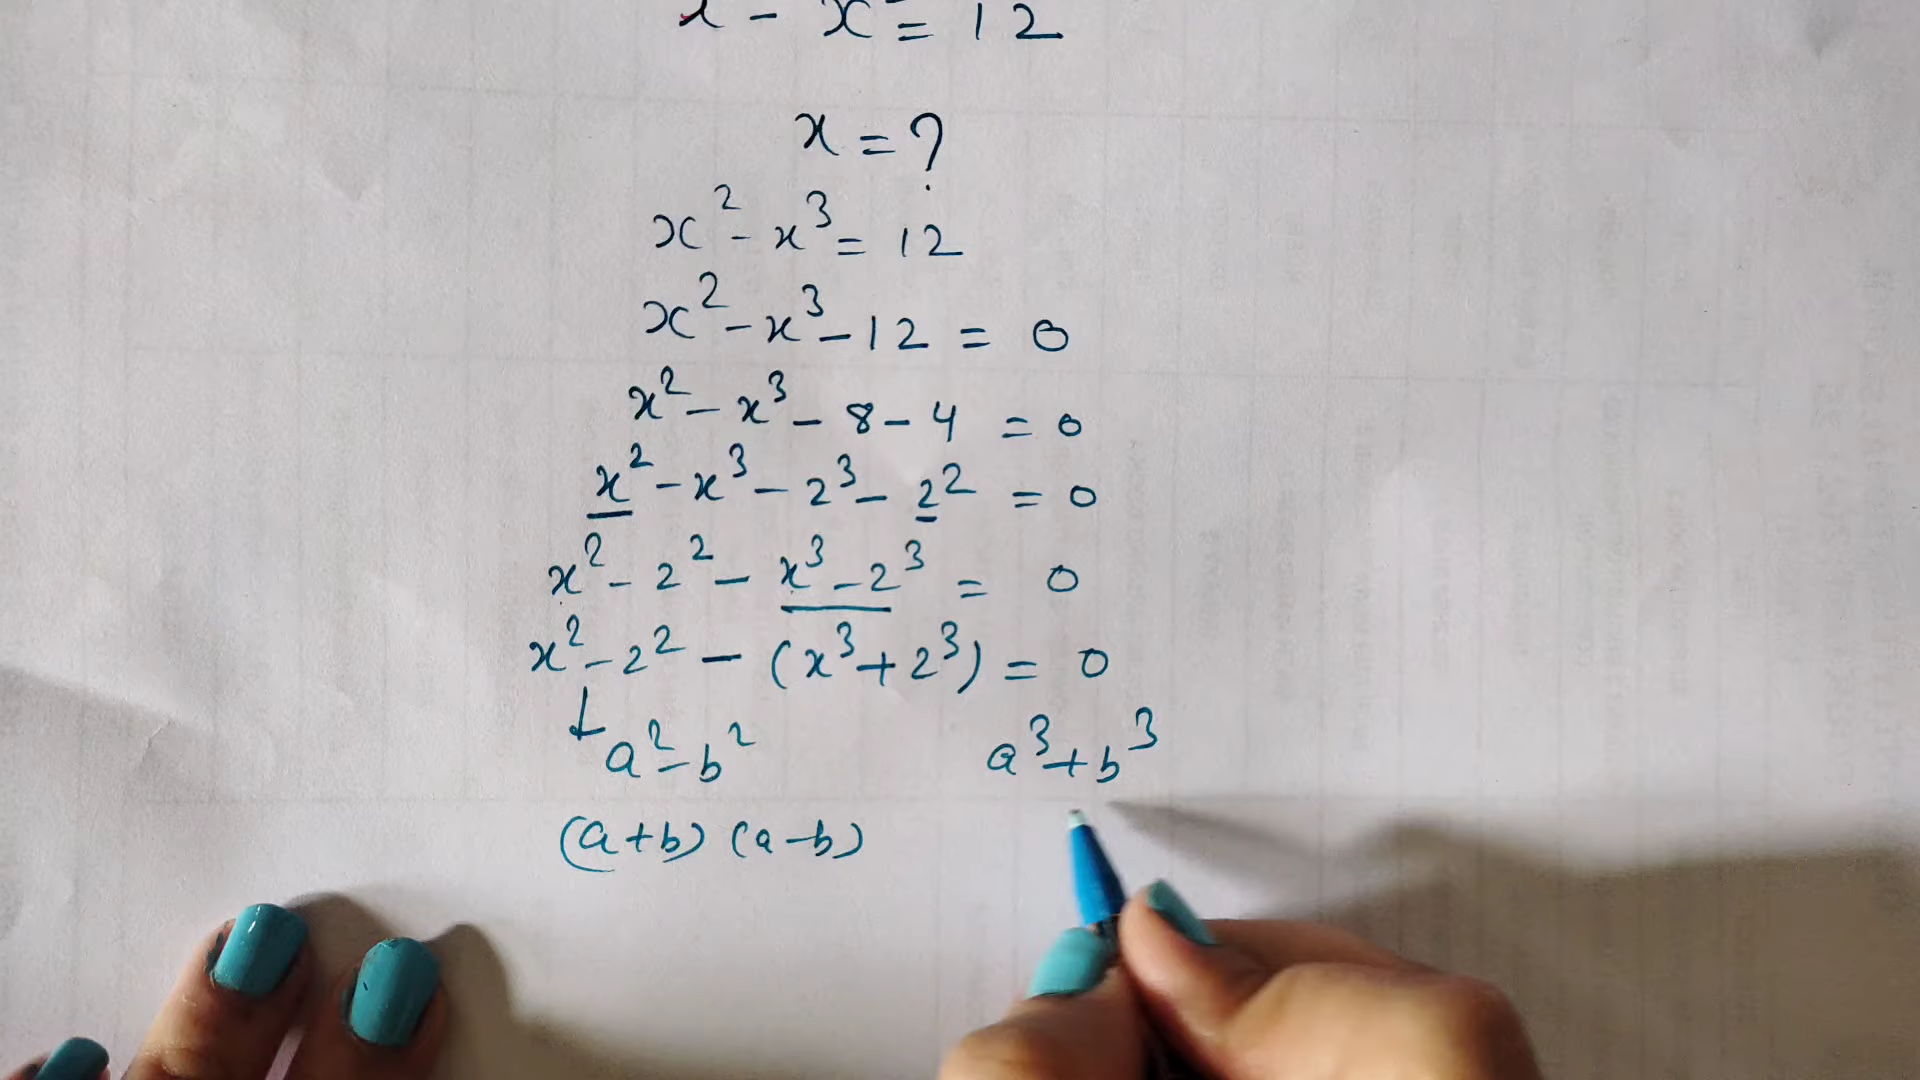 x - x = 12
x = ?
x² - x³ = 12
x² - x³ - 12 = 0
x² - x³ - 8 - 4 = 0
x² - x³ - 2³ - 2² = 0
x² - 2² - x³ - 2³ = 0
x² - 2² - (x³ + 2³) = 0
a² - b² a³ + b³
(a + b) (a - b)